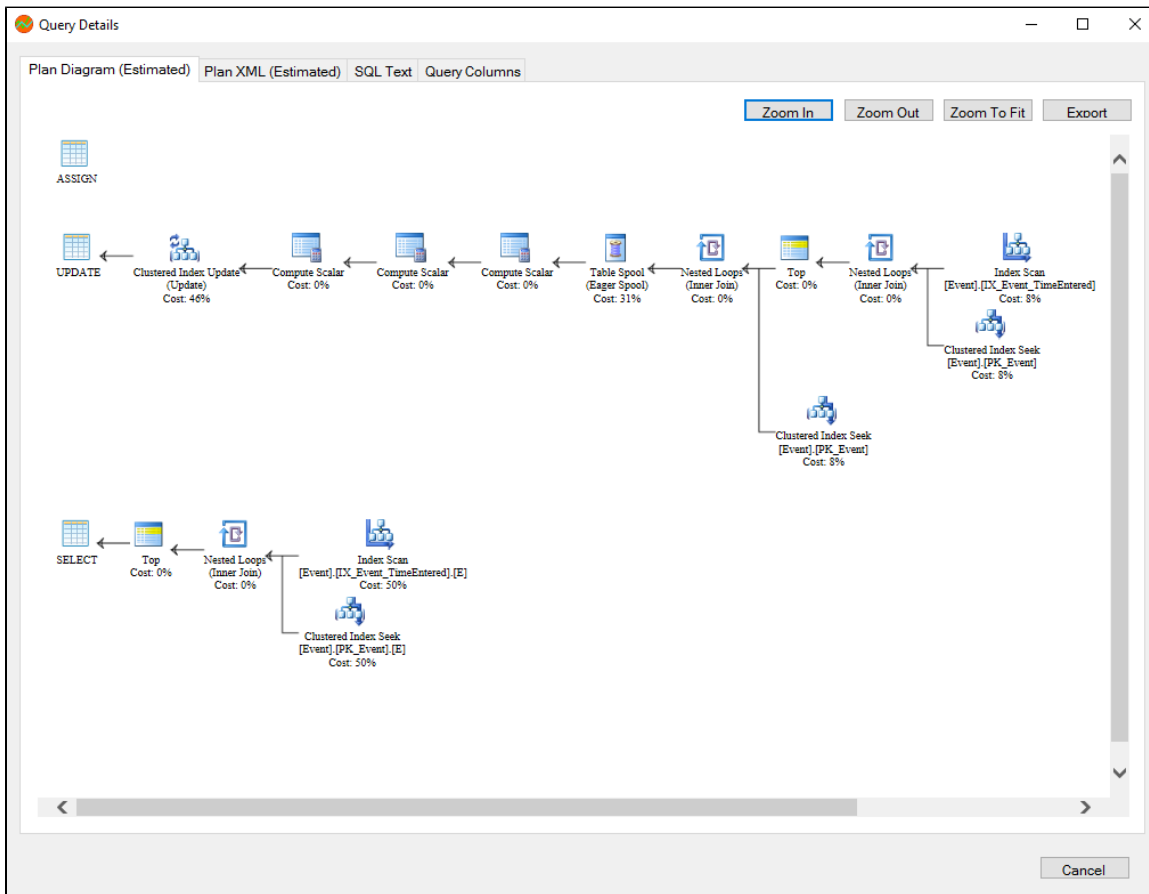 Query Details
Plan Diagram (Estimated) Plan XML (Estimated) SQL Text Query Columns
Zoom In Zoom Out Zoom To Fit Export
ASSIGN
UPDATE
Clustered Index Update
(Update)
Cost: 46%
Compute Scalar
Cost: 0%
Compute Scalar
Cost: 0%
Compute Scalar
Cost: 0%
Table Spool
(Eager Spool)
Cost: 31%
Nested Loops
(Inner Join)
Cost: 0%
Top
Cost: 0%
Nested Loops
(Inner Join)
Cost: 0%
Index Scan
[Event].[IX_Event_TimeEntered]
Cost: 8%
Clustered Index Seek
[Event].[PK_Event]
Cost: 8%
Clustered Index Seek
[Event].[PK_Event]
Cost: 8%
SELECT
Top
Cost: 0%
Nested Loops
(Inner Join)
Cost: 0%
Index Scan
[Event].[IX_Event_TimeEntered].[E]
Cost: 50%
Clustered Index Seek
[Event].[PK_Event].[E]
Cost: 50%
Cancel